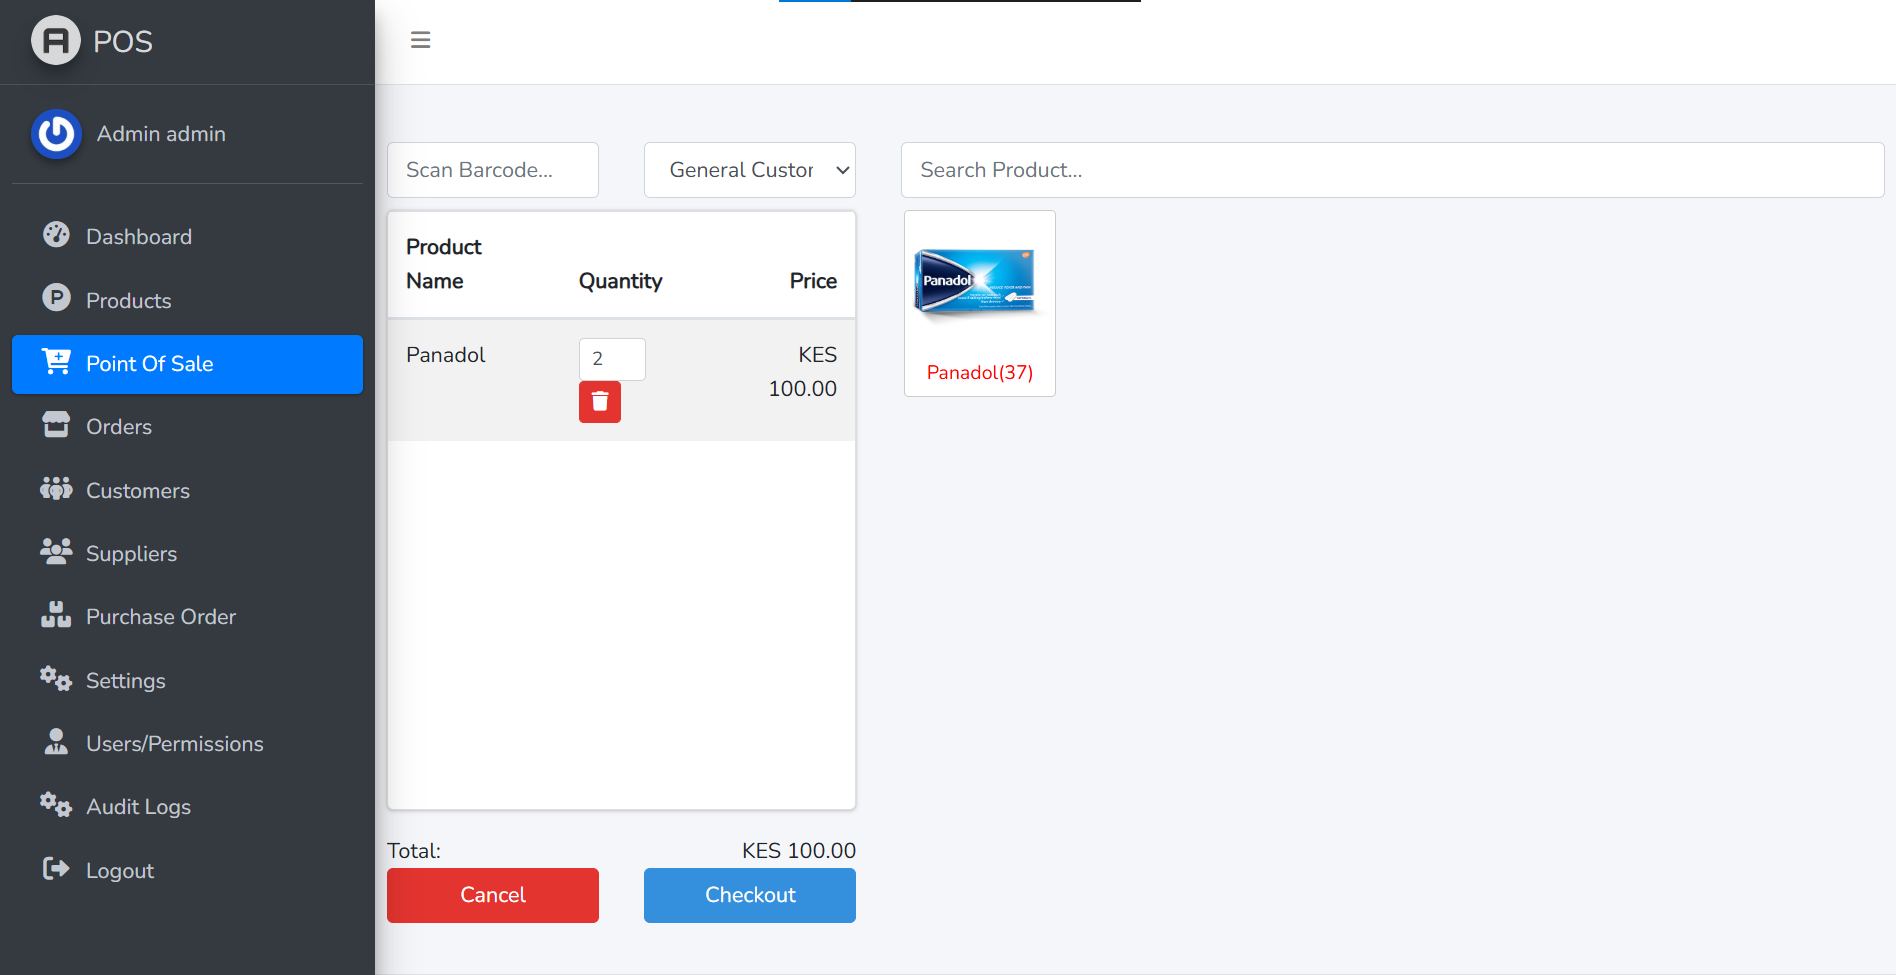 POS
Admin admin
Dashboard
Products
Point Of Sale
Orders
Customers
Suppliers
Purchase Order
Settings
Users/Permissions
Audit Logs
Logout
Scan Barcode...
General Custor
Search Product...
Product
Name
Quantity
Price
Panadol
2
KES
100.00
Total:
KES 100.00
Cancel
Checkout
Panadol
Panadol(37)